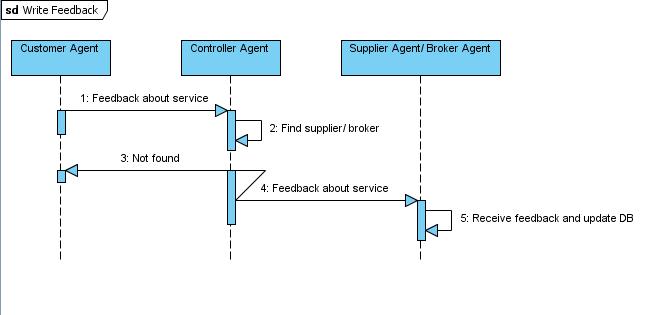 sd Write Feedback
Customer Agent
Controller Agent
Supplier Agent/ Broker Agent
1: Feedback about service
2: Find supplier/ broker
3: Not found
4: Feedback about service
5: Receive feedback and update DB